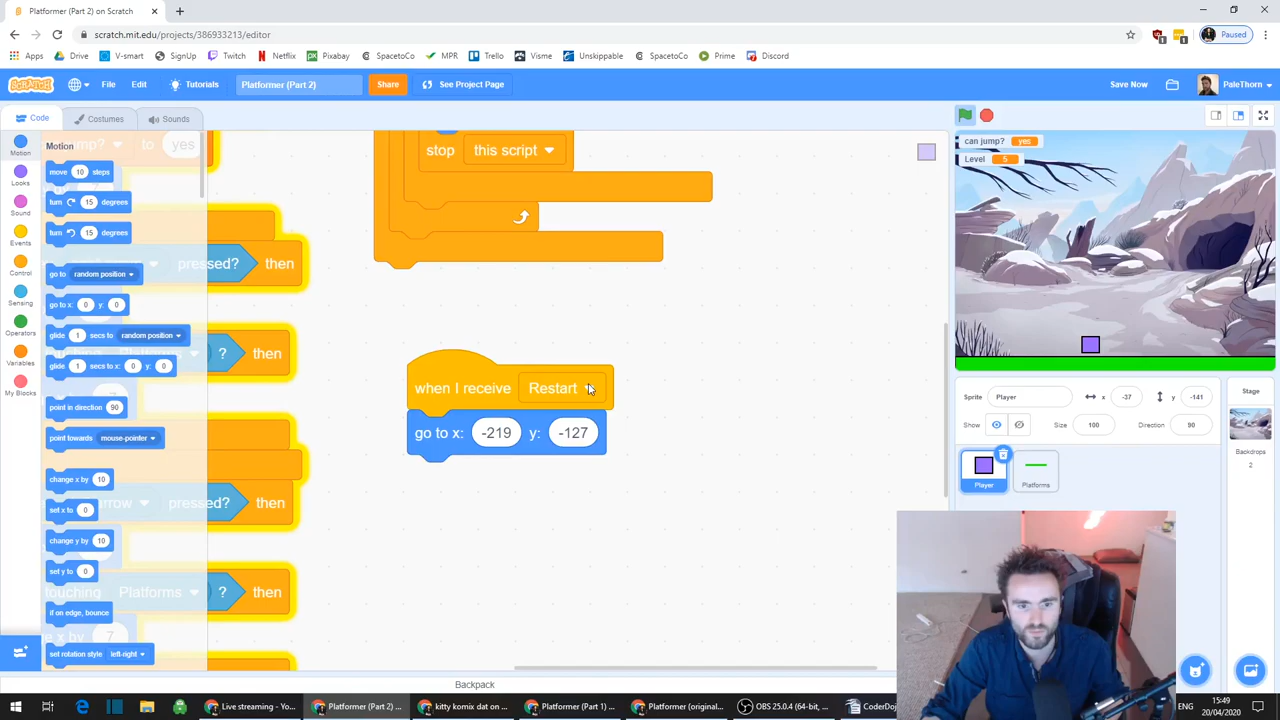 Platformer (Part 2) on Scratch
scratch.mit.edu/projects/386933213/editor
Paused
Apps Drive V-smart SignUp Twitch Netflix Pixabay SpacetoCo MPR Trello Visme Unskippable SpacetoCo Prime Discord
SCRATCH File Edit Tutorials Platformer (Part 2) Share See Project Page Save Now PaleThorn
Code Costumes Sounds
Motion
Looks
Sound
Events
Control
Sensing
Operators
Variables
My Blocks
Motion
move 10 steps
turn 15 degrees
turn 15 degrees
go to random position
go to x: 0 y: 0
glide 1 secs to random position
glide 1 secs to x: 0 y: 0
point in direction 90
point towards mouse-pointer
change x by 10
set x to 0
change y by 10
set y to 0
if on edge, bounce
set rotation style left-right
to yes
pressed? then
? then
pressed? then
touching Platforms ? then
7
stop this script
when I receive Restart
go to x: -219 y: -127
can jump? yes
Level 5
Sprite Player x -37 y -141
Show Size 100 Direction 90
Player
Platforms
Stage
Backdrops
2
Backpack
Live streaming - Yo...
Platformer (Part 2) ...
kitty komix dat on ...
Platformer (Part 1) ...
Platformer (origina...
OBS 25.0.4 (64-bit, ...
CoderDoj
ENG
15:49
20/04/2020